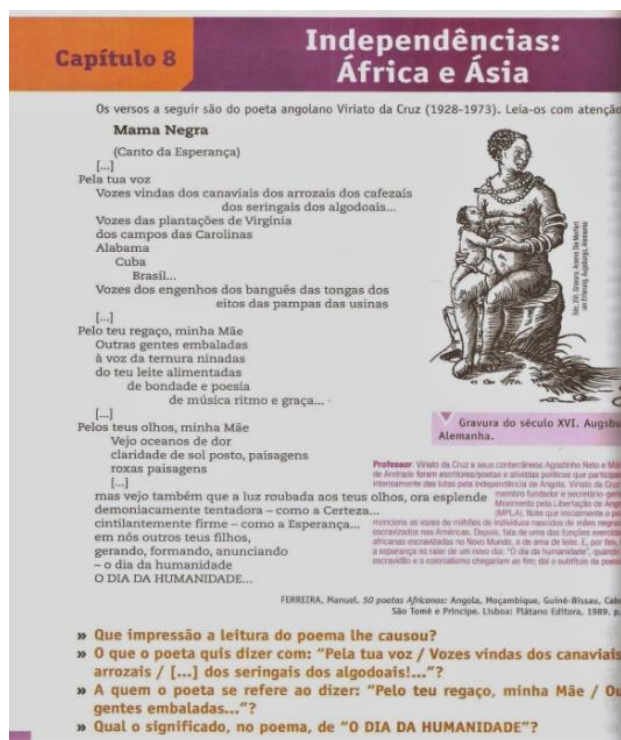 Capítulo 8
Independências:
África e Ásia
Os versos a seguir são do poeta angolano Viriato da Cruz (1928-1973). Leia-os com atenção
Mama Negra
(Canto da Esperança)
[...]
Pela tua voz
Vozes vindas dos canaviais dos arrozais dos cafezais
dos seringais dos algodoais...
Vozes das plantações de Virgínia
dos campos das Carolinas
Alabama
Cuba
Brasil...
Vozes dos engenhos dos banguês das tongas dos
eitos das pampas das usinas
[...]
Pelo teu regaço, minha Mãe
Outras gentes embaladas
à voz da ternura ninadas
do teu leite alimentadas
de bondade e poesia
de música ritmo e graça...
[...]
Pelos teus olhos, minha Mãe
Vejo oceanos de dor
claridade de sol posto, paisagens
roxas paisagens
[...]
mas vejo também que a luz roubada aos teus olhos, ora esplende
demoniacamente tentadora – como a Certeza...
cintilantemente firme – como a Esperança...
em nós outros teus filhos,
gerando, formando, anunciando
– o dia da humanidade
O DIA DA HUMANIDADE...
Séc. XVI. Gravura.
Gravura do século XVI. Augsbu
Alemanha.
Professor: Viriato da Cruz e seus conterrâneos Agostinho Neto e Má
de Andrade foram escritores/poetas e ativistas políticos que participa
intensamente das lutas pela independência de Angola. Viriato da Cruz
membro fundador e secretário-gera
Movimento pela Libertação de Ango
(MPLA). Note que inicialmente o po
menciona as vozes de milhões de indivíduos nascidos de mães negras
escravizados nas Américas. Depois, fala de uma das funções exercid
africanas escravizadas no Novo Mundo, a de ama de leite. E, por fim,
a esperança no raiar de um novo dia: "O dia da humanidade", quando
escravidão e o colonialismo chegariam ao fim; daí o subtítulo da poesi
FERREIRA, Manuel. 50 poetas Africanos: Angola, Moçambique, Guiné-Bissau, Cabo
São Tomé e Príncipe. Lisboa: Plátano Editora, 1989. p.
» Que impressão a leitura do poema lhe causou?
» O que o poeta quis dizer com: "Pela tua voz / Vozes vindas dos canaviais
arrozais / [...] dos seringais dos algodoais!..."?
» A quem o poeta se refere ao dizer: "Pelo teu regaço, minha Mãe / Ou
gentes embaladas..."?
» Qual o significado, no poema, de "O DIA DA HUMANIDADE"?